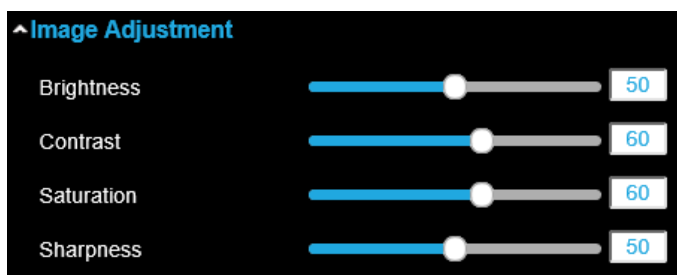 Image Adjustment
Brightness 50
Contrast 60
Saturation 60
Sharpness 50